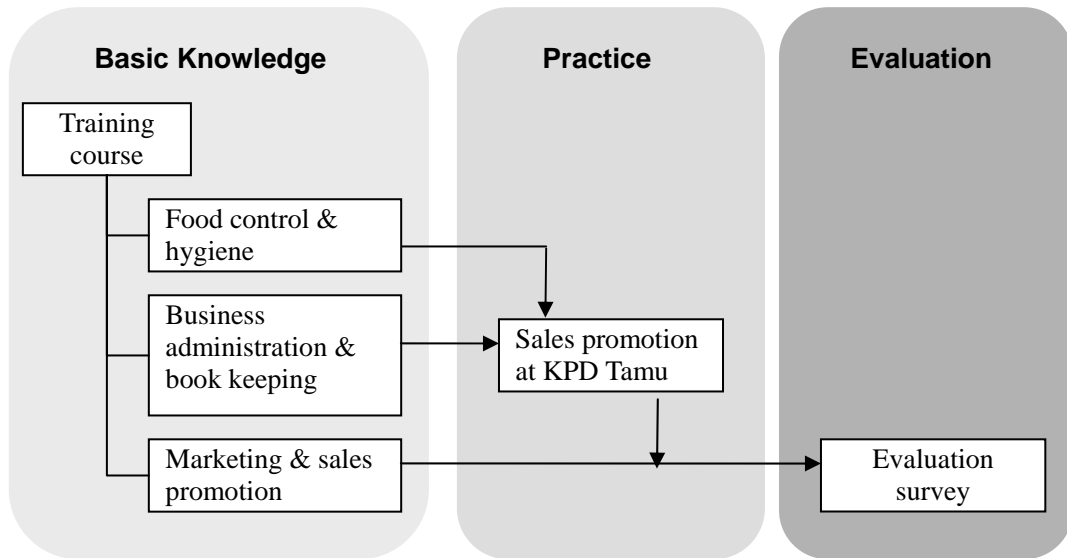 Basic Knowledge
Practice
Evaluation
Training
course
Food control &
hygiene
Business
administration &
book keeping
Sales promotion
at KPD Tamu
Marketing & sales
promotion
Evaluation
survey